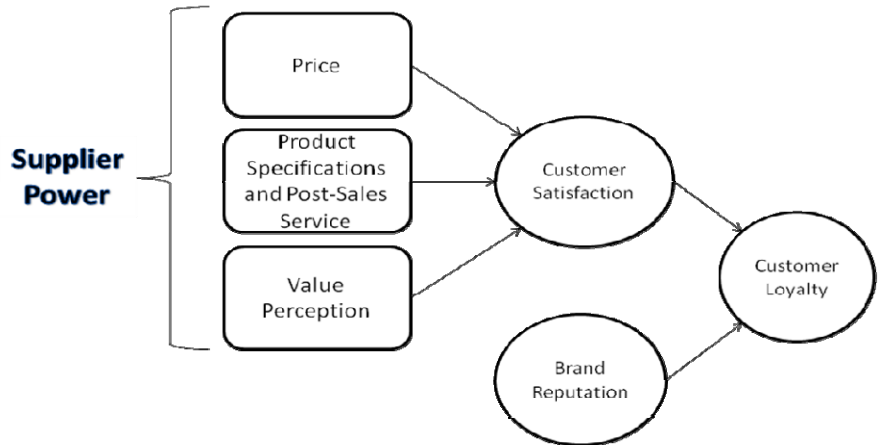 Supplier
Power
Price
Product
Specifications
and Post-Sales
Service
Value
Perception
Customer
Satisfaction
Brand
Reputation
Customer
Loyalty